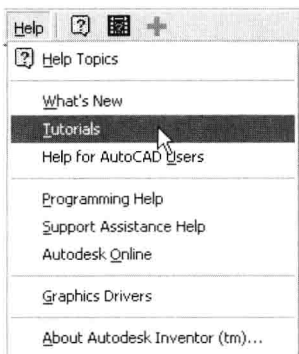 Help
Help Topics
What's New
Tutorials
Help for AutoCAD Users
Programming Help
Support Assistance Help
Autodesk Online
Graphics Drivers
About Autodesk Inventor (tm)...